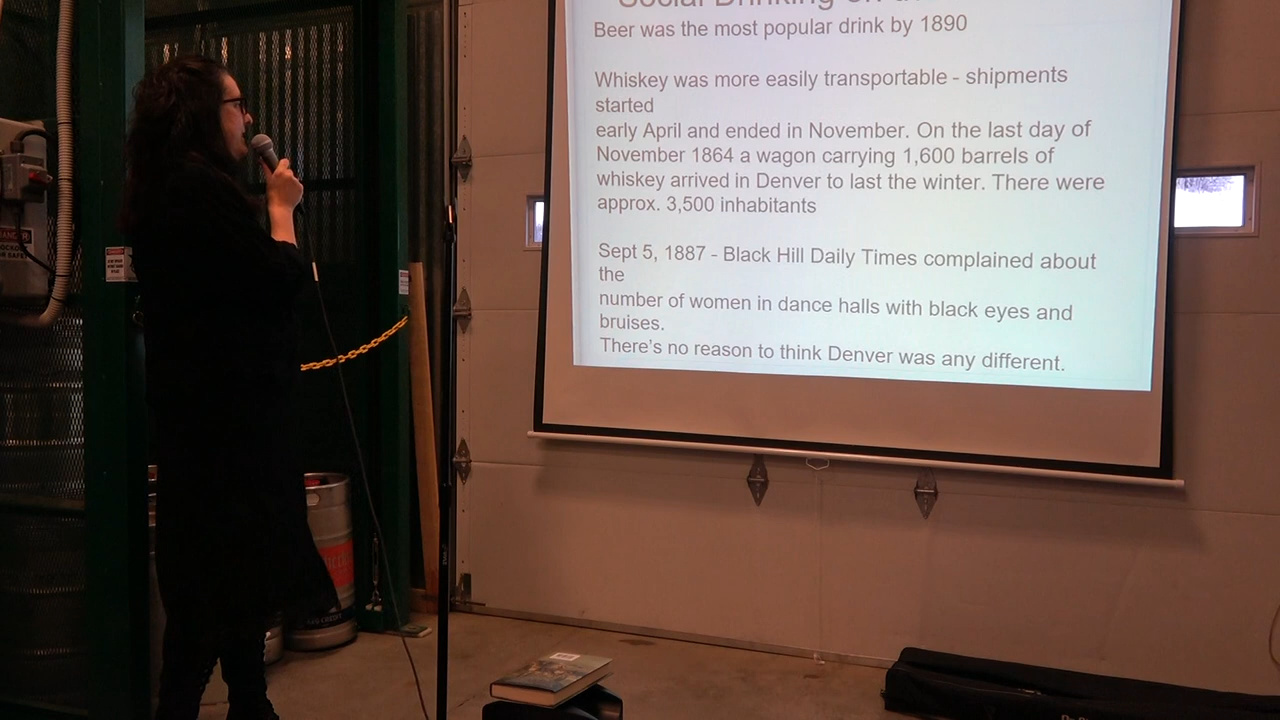 Social Drinking on
Beer was the most popular drink by 1890
Whiskey was more easily transportable - shipments
started
early April and ended in November. On the last day of
November 1864 a wagon carrying 1,600 barrels of
whiskey arrived in Denver to last the winter. There were
approx. 3,500 inhabitants
Sept 5, 1887 - Black Hill Daily Times complained about
the
number of women in dance halls with black eyes and
bruises.
There's no reason to think Denver was any different.